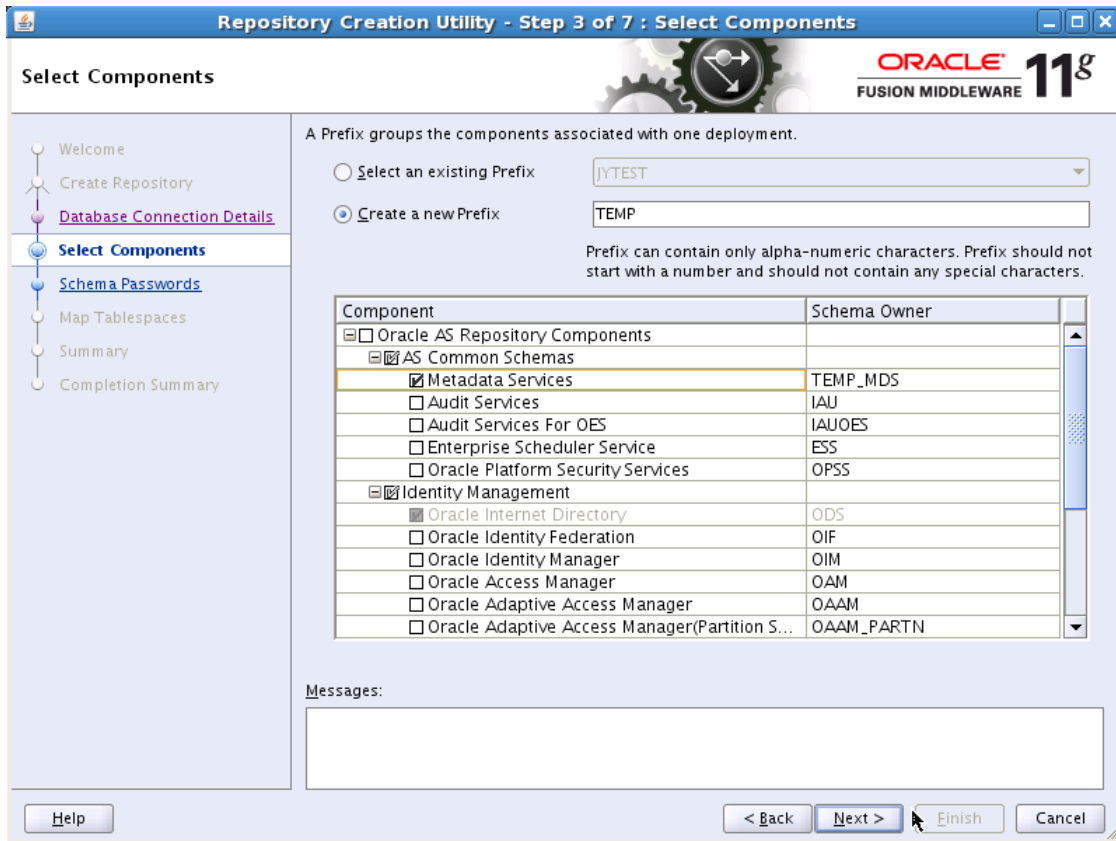 Repository Creation Utility - Step 3 of 7 : Select Components
Select Components
ORACLE
FUSION MIDDLEWARE 11g
Welcome
Create Repository
Database Connection Details
Select Components
Schema Passwords
Map Tablespaces
Summary
Completion Summary
A Prefix groups the components associated with one deployment.
Select an existing Prefix JYTEST
Create a new Prefix TEMP
Prefix can contain only alpha-numeric characters. Prefix should not
start with a number and should not contain any special characters.
Component Schema Owner
Oracle AS Repository Components
AS Common Schemas
Metadata Services TEMP_MDS
Audit Services IAU
Audit Services For OES IAUOES
Enterprise Scheduler Service ESS
Oracle Platform Security Services OPSS
Identity Management
Oracle Internet Directory ODS
Oracle Identity Federation OIF
Oracle Identity Manager OIM
Oracle Access Manager OAM
Oracle Adaptive Access Manager OAAM
Oracle Adaptive Access Manager(Partition S... OAAM_PARTN
Messages:
Help < Back Next > Finish Cancel